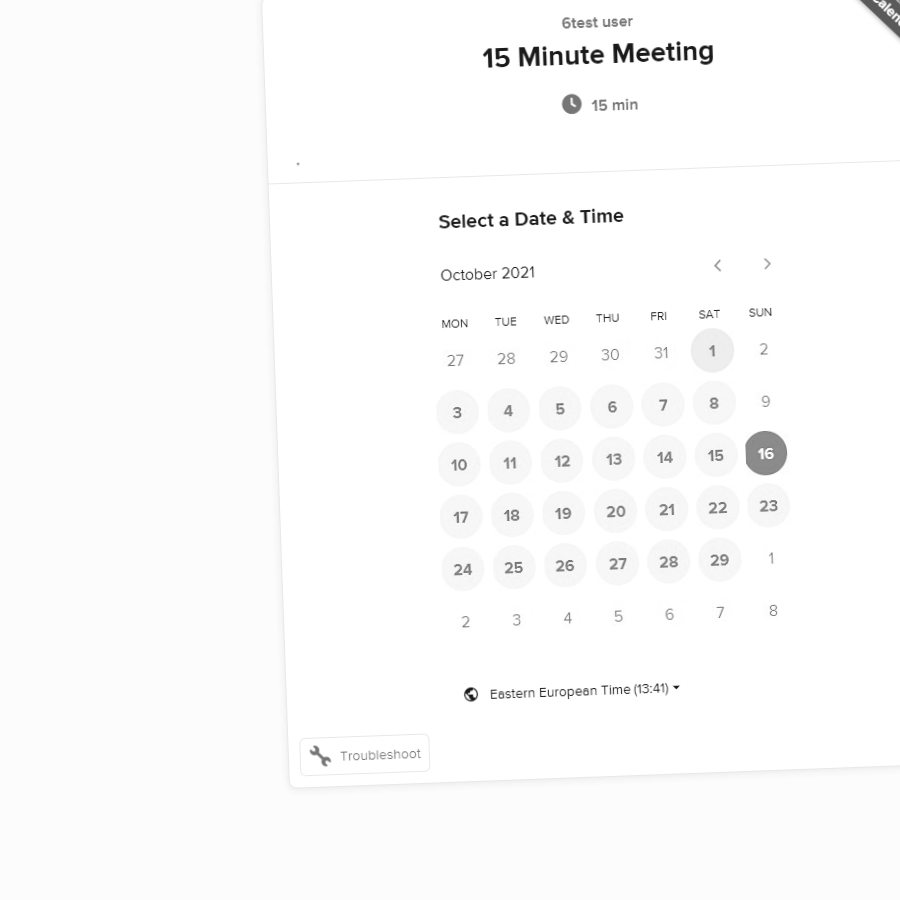 6test user
15 Minute Meeting
15 min
.
Select a Date & Time
October 2021
MON TUE WED THU FRI SAT SUN
27 28 29 30 31 1 2
3 4 5 6 7 8 9
10 11 12 13 14 15 16
17 18 19 20 21 22 23
24 25 26 27 28 29 1
2 3 4 5 6 7 8
Eastern European Time (13:41)
Troubleshoot